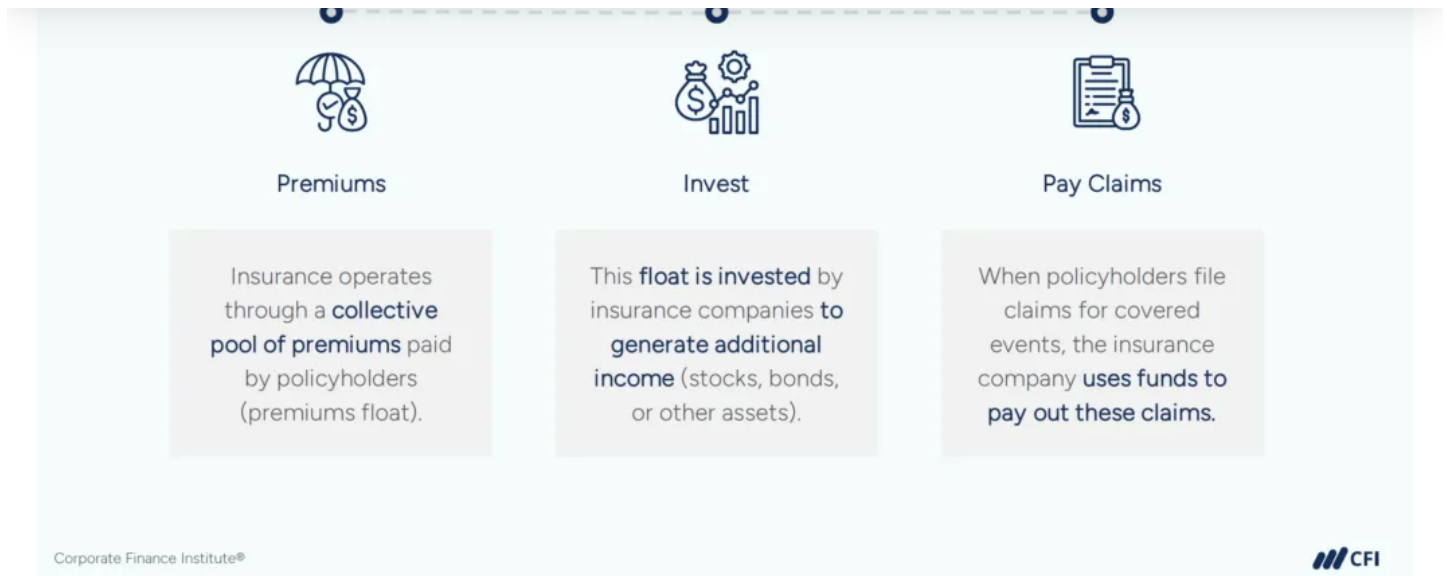 Premiums
Insurance operates
through a collective
pool of premiums paid
by policyholders
(premiums float).
Invest
This float is invested by
insurance companies to
generate additional
income (stocks, bonds,
or other assets).
Pay Claims
When policyholders file
claims for covered
events, the insurance
company uses funds to
pay out these claims.
Corporate Finance Institute®
CFI